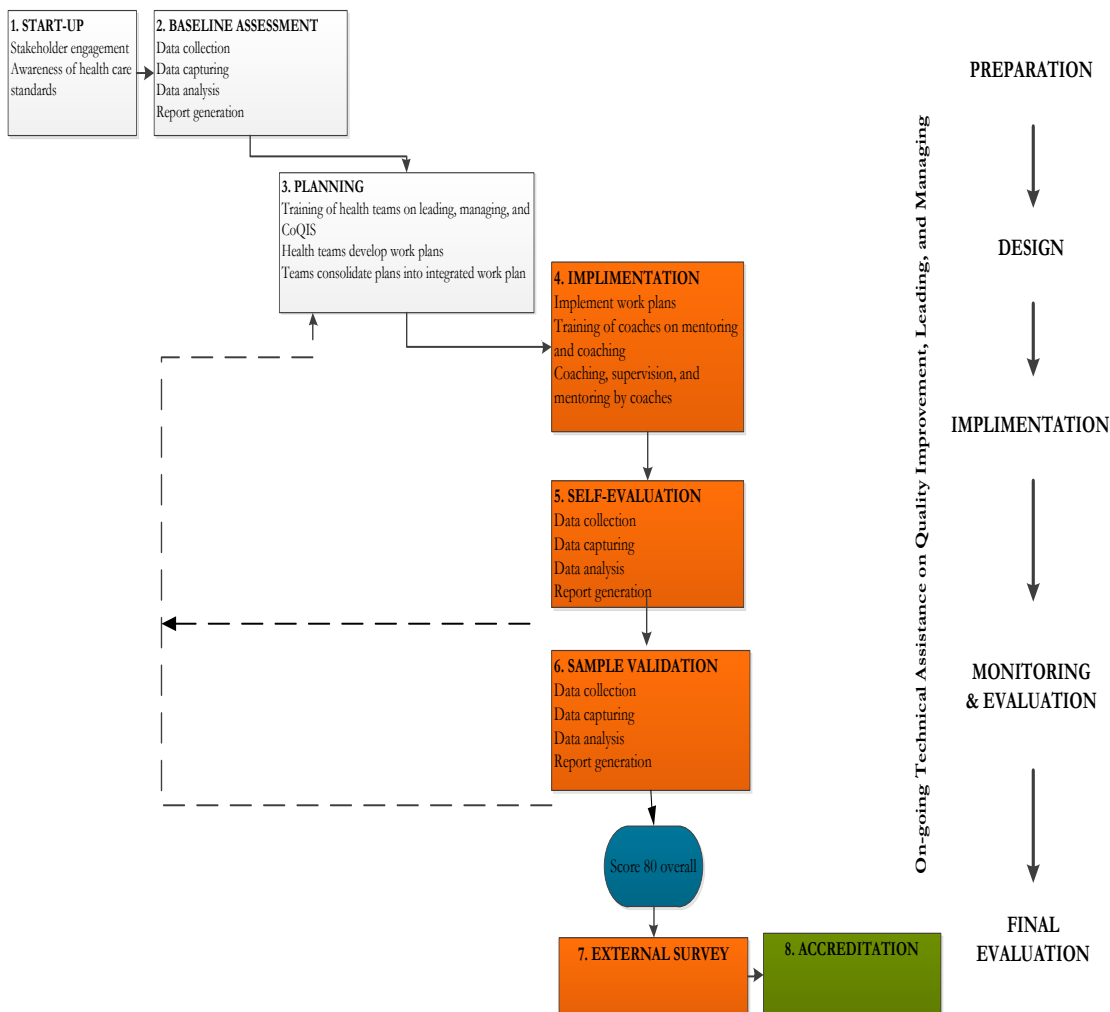 1. START-UP
Stakeholder engagement
Awareness of health care
standards
2. BASELINE ASSESSMENT
Data collection
Data capturing
Data analysis
Report generation
3. PLANNING
Training of health teams on leading, managing, and
CoQIS
Health teams develop work plans
Teams consolidate plans into integrated work plan
4. IMPLIMENTATION
Implement work plans
Training of coaches on mentoring
and coaching
Coaching, supervision, and
mentoring by coaches
5. SELF-EVALUATION
Data collection
Data capturing
Data analysis
Report generation
6. SAMPLE VALIDATION
Data collection
Data capturing
Data analysis
Report generation
Score 80 overall
7. EXTERNAL SURVEY
8. ACCREDITATION
On-going Technical Assistance on Quality Improvement, Leading, and Managing
PREPARATION
DESIGN
IMPLIMENTATION
MONITORING
& EVALUATION
FINAL
EVALUATION